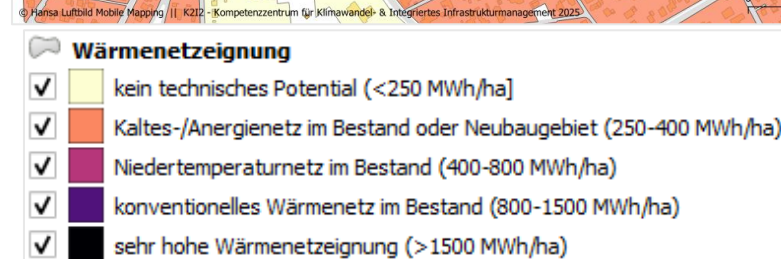 © Hansa Luftbild Mobile Mapping || K2I2 - Kompetenzzentrum für Klimawandel- & Integriertes Infrastrukturmanagement 2025
Wärmenetzeignung
kein technisches Potential (<250 MWh/ha]
Kaltes-/Anergienetz im Bestand oder Neubaugebiet (250-400 MWh/ha)
Niedertemperaturnetz im Bestand (400-800 MWh/ha)
konventionelles Wärmenetz im Bestand (800-1500 MWh/ha)
sehr hohe Wärmenetzeignung (>1500 MWh/ha)